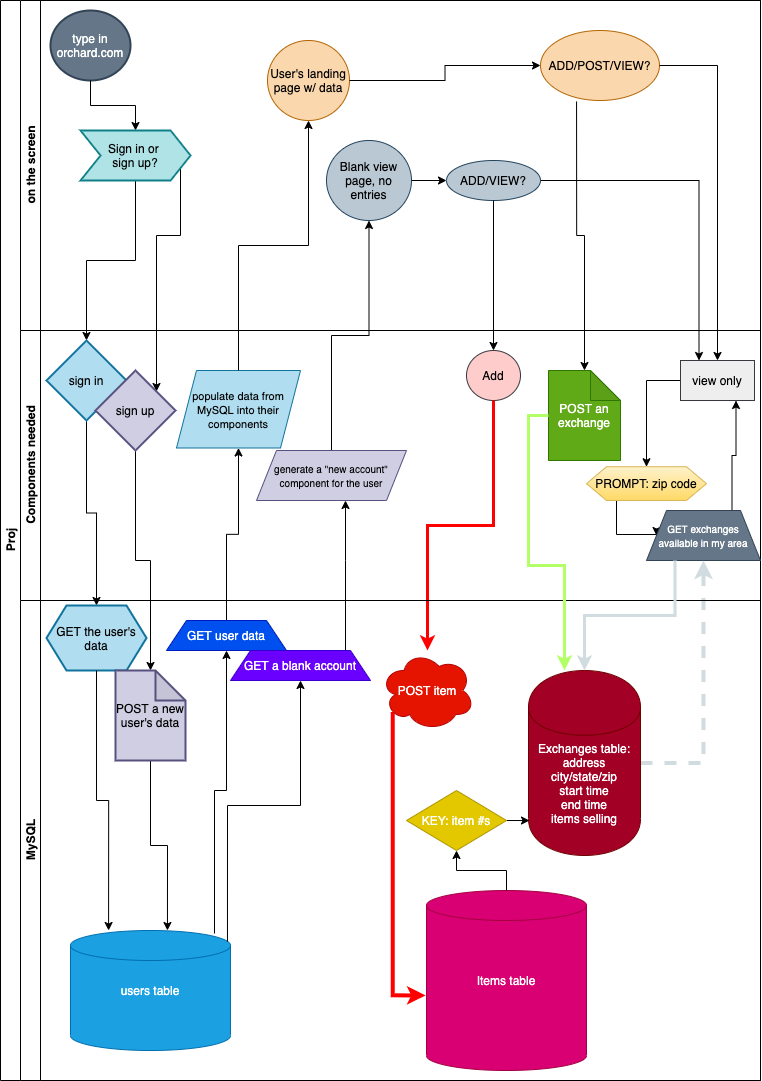 Proj
on the screen
type in
orchard.com
Sign in or
sign up?
User's landing
page w/ data
ADD/POST/VIEW?
Blank view
page, no
entries
ADD/VIEW?
Components needed
sign in
sign up
populate data from
MySQL into their
components
generate a "new account"
component for the user
Add
POST an
exchange
view only
PROMPT: zip code
GET exchanges
available in my area
MySQL
GET the user's
data
POST a new
user's data
GET user data
GET a blank account
POST item
Exchanges table:
address
city/state/zip
start time
end time
items selling
KEY: item #s
users table
Items table